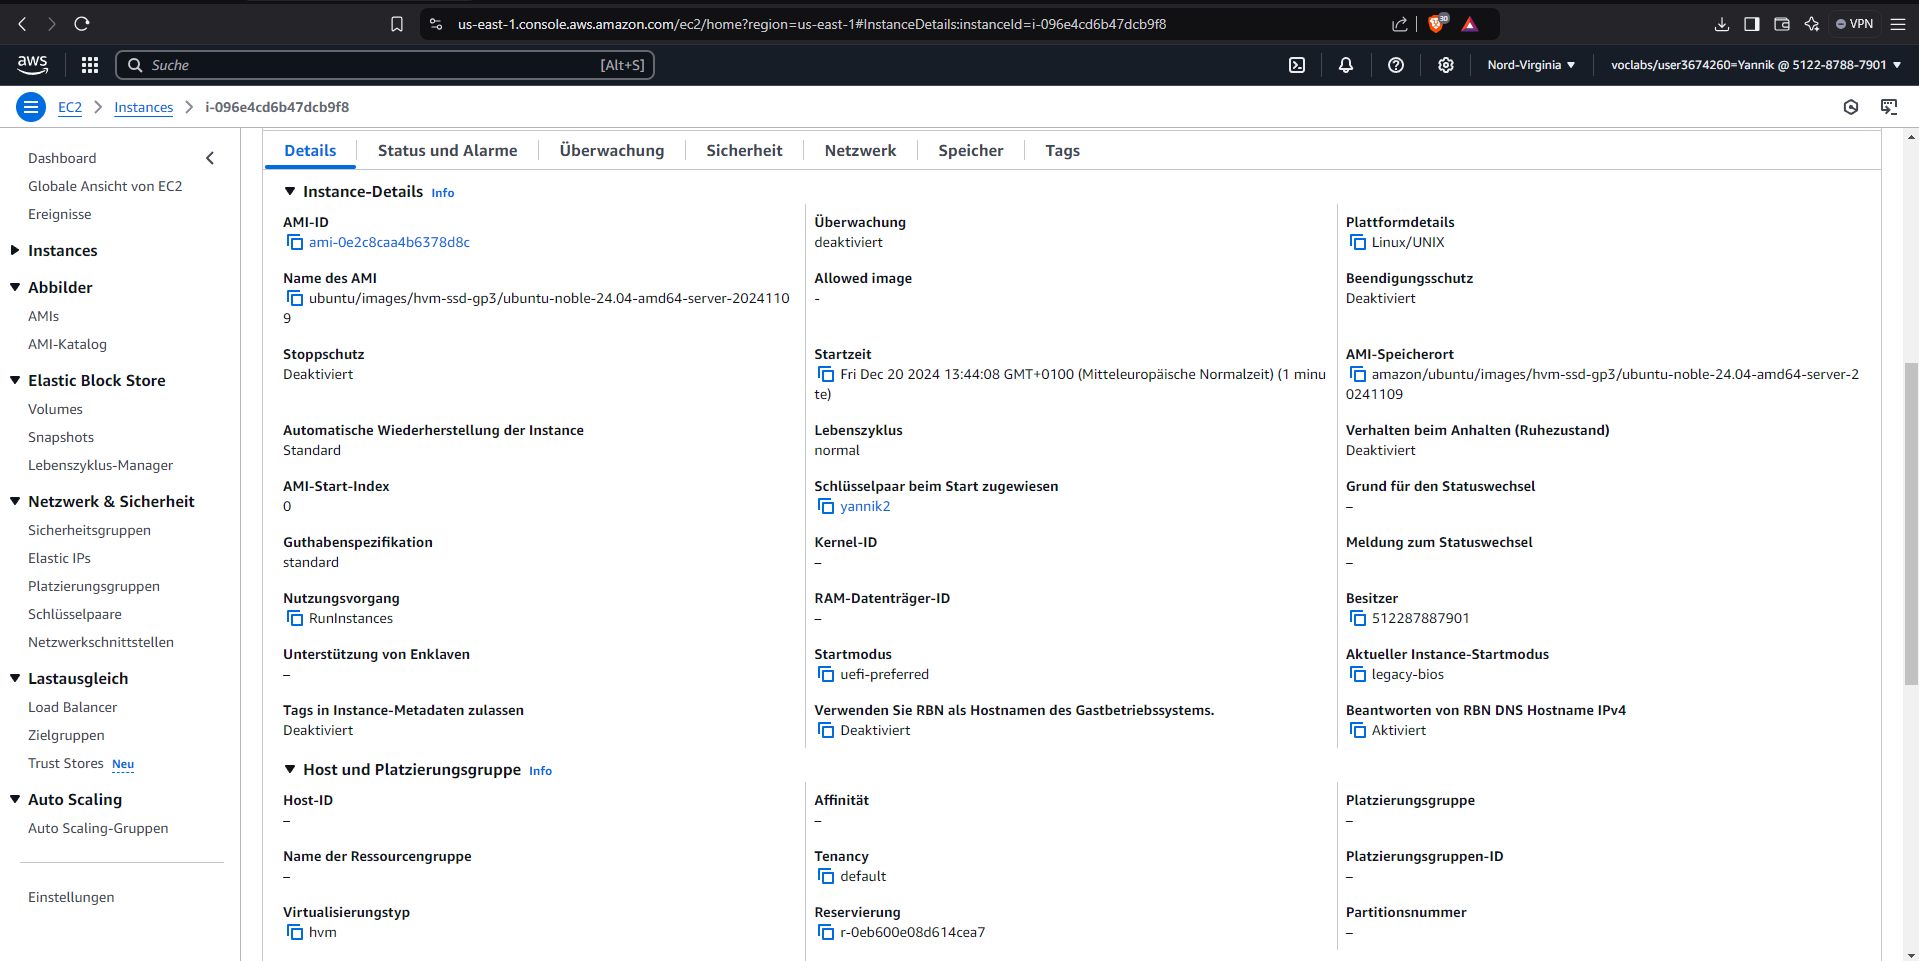 us-east-1.console.aws.amazon.com/ec2/home?region=us-east-1#InstanceDetails:instanceId=i-096e4cd6b47dcb9f8
30
VPN
aws
Suche
[Alt+S]
Nord-Virginia
voclabs/user3674260=Yannik @ 5122-8788-7901
EC2
Instances
i-096e4cd6b47dcb9f8
Dashboard
Globale Ansicht von EC2
Ereignisse
Instances
Abbilder
AMIs
AMI-Katalog
Elastic Block Store
Volumes
Snapshots
Lebenszyklus-Manager
Netzwerk & Sicherheit
Sicherheitsgruppen
Elastic IPs
Platzierungsgruppen
Schlüsselpaare
Netzwerkschnittstellen
Lastausgleich
Load Balancer
Zielgruppen
Trust Stores Neu
Auto Scaling
Auto Scaling-Gruppen
Einstellungen
Details
Status und Alarme
Überwachung
Sicherheit
Netzwerk
Speicher
Tags
Instance-Details Info
AMI-ID
ami-0e2c8caa4b6378d8c
Überwachung
deaktiviert
Plattformdetails
Linux/UNIX
Name des AMI
ubuntu/images/hvm-ssd-gp3/ubuntu-noble-24.04-amd64-server-2024110
9
Allowed image
-
Beendigungsschutz
Deaktiviert
Stoppschutz
Deaktiviert
Startzeit
Fri Dec 20 2024 13:44:08 GMT+0100 (Mitteleuropäische Normalzeit) (1 minu
te)
AMI-Speicherort
amazon/ubuntu/images/hvm-ssd-gp3/ubuntu-noble-24.04-amd64-server-2
0241109
Automatische Wiederherstellung der Instance
Standard
Lebenszyklus
normal
Verhalten beim Anhalten (Ruhezustand)
Deaktiviert
AMI-Start-Index
0
Schlüsselpaar beim Start zugewiesen
yannik2
Grund für den Statuswechsel
–
Guthabenspezifikation
standard
Kernel-ID
–
Meldung zum Statuswechsel
–
Nutzungsvorgang
RunInstances
RAM-Datenträger-ID
–
Besitzer
512287887901
Unterstützung von Enklaven
–
Startmodus
uefi-preferred
Aktueller Instance-Startmodus
legacy-bios
Tags in Instance-Metadaten zulassen
Deaktiviert
Verwenden Sie RBN als Hostnamen des Gastbetriebssystems.
Deaktiviert
Beantworten von RBN DNS Hostname IPv4
Aktiviert
Host und Platzierungsgruppe Info
Host-ID
–
Affinität
–
Platzierungsgruppe
–
Name der Ressourcengruppe
–
Tenancy
default
Platzierungsgruppen-ID
–
Virtualisierungstyp
hvm
Reservierung
r-0eb600e08d614cea7
Partitionsnummer
–